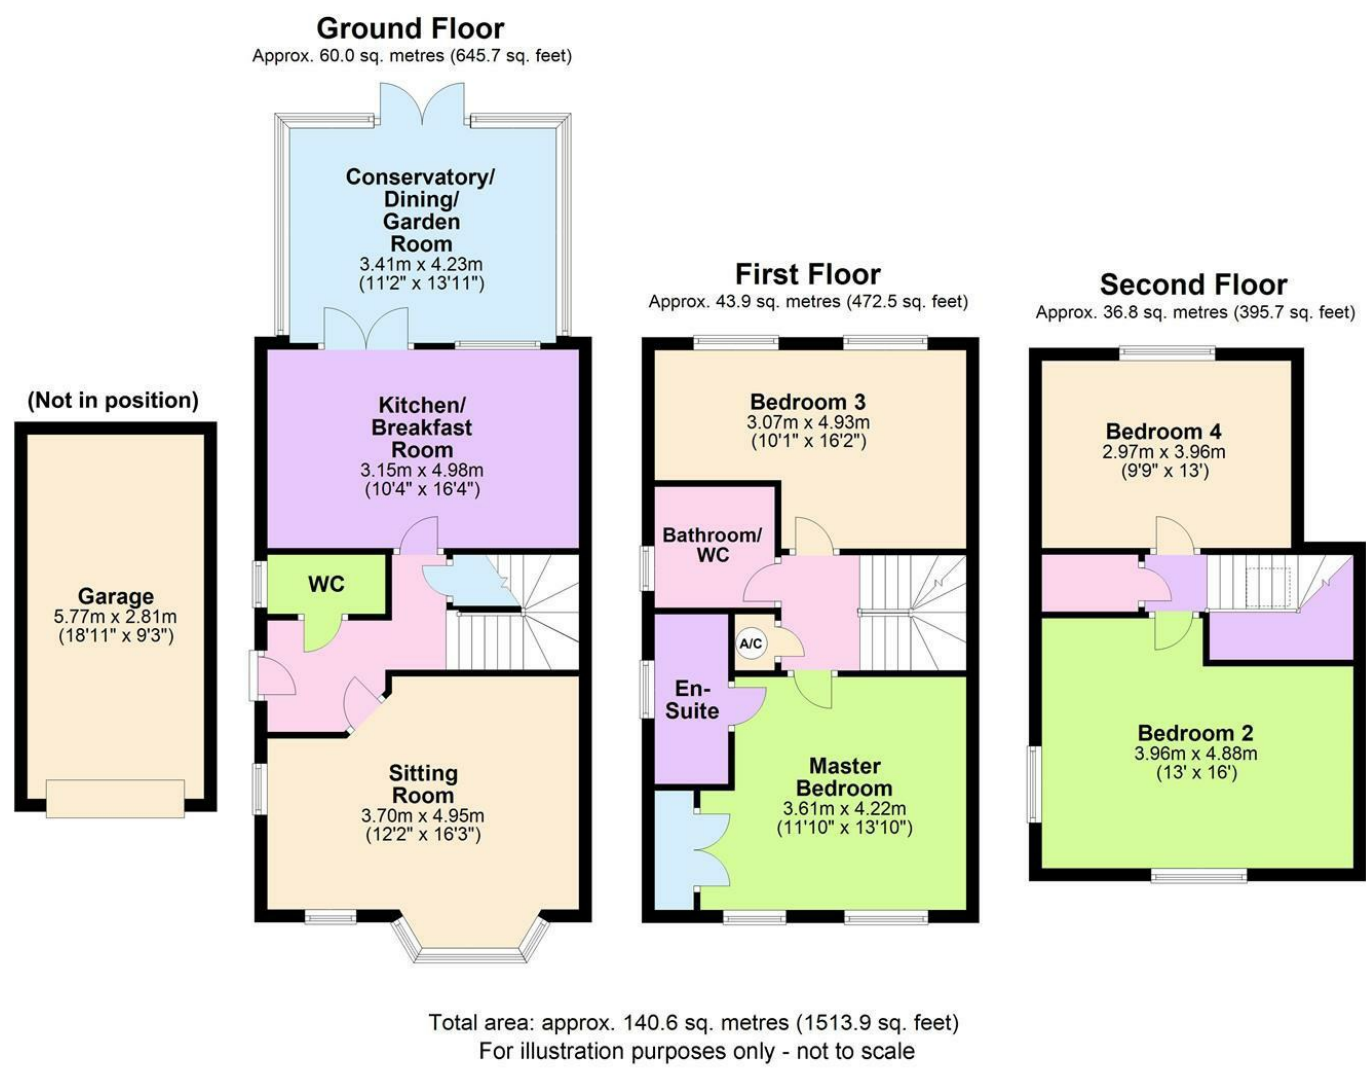 Ground Floor
Approx. 60.0 sq. metres (645.7 sq. feet)
Conservatory/
Dining/
Garden
Room
3.41m x 4.23m
(11'2" x 13'11")
Kitchen/
Breakfast
Room
3.15m x 4.98m
(10'4" x 16'4")
WC
Sitting
Room
3.70m x 4.95m
(12'2" x 16'3")
(Not in position)
Garage
5.77m x 2.81m
(18'11" x 9'3")
First Floor
Approx. 43.9 sq. metres (472.5 sq. feet)
Bedroom 3
3.07m x 4.93m
(10'1" x 16'2")
Bathroom/
WC
A/C
En-
Suite
Master
Bedroom
3.61m x 4.22m
(11'10" x 13'10")
Second Floor
Approx. 36.8 sq. metres (395.7 sq. feet)
Bedroom 4
2.97m x 3.96m
(9'9" x 13')
Bedroom 2
3.96m x 4.88m
(13' x 16')
Total area: approx. 140.6 sq. metres (1513.9 sq. feet)
For illustration purposes only - not to scale